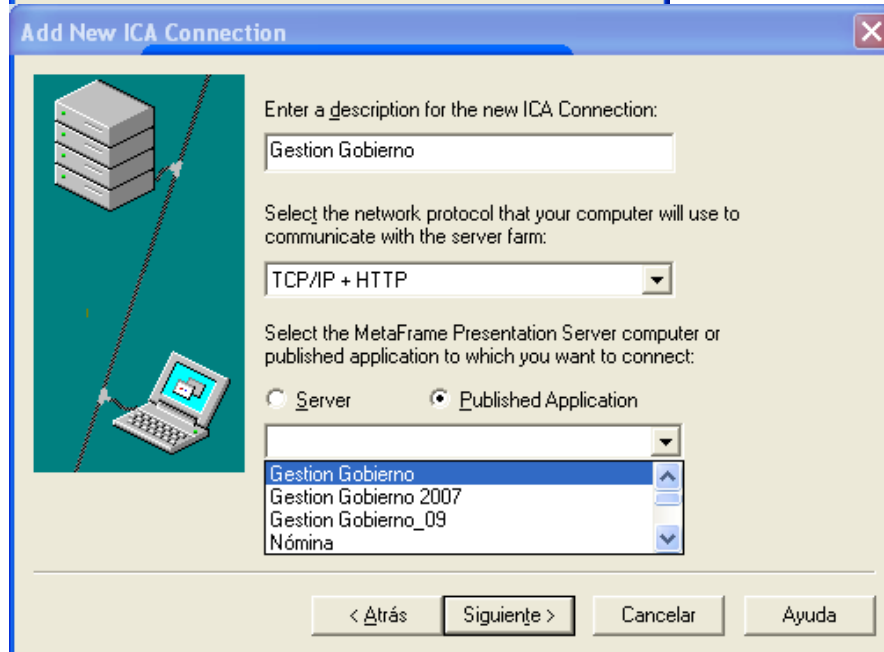 Add New ICA Connection
Enter a description for the new ICA Connection:
Gestion Gobierno
Select the network protocol that your computer will use to
communicate with the server farm:
TCP/IP + HTTP
Select the MetaFrame Presentation Server computer or
published application to which you want to connect:
Server Published Application
Gestion Gobierno
Gestion Gobierno 2007
Gestion Gobierno_09
Nómina
< Atrás Siguiente > Cancelar Ayuda